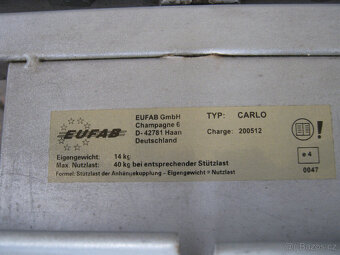 EUFAB
EUFAB GmbH
Champagne 6
D- 42781 Haan
Deutschland
TYP: CARLO
Charge: 200512
Eigengewicht: 14 kg
Max. Nutzlast: 40 kg bei entsprechender Stützlast
Formel: Stützlast der Anhängekupplung - Eigengewicht = Nutzlast
e4
0047